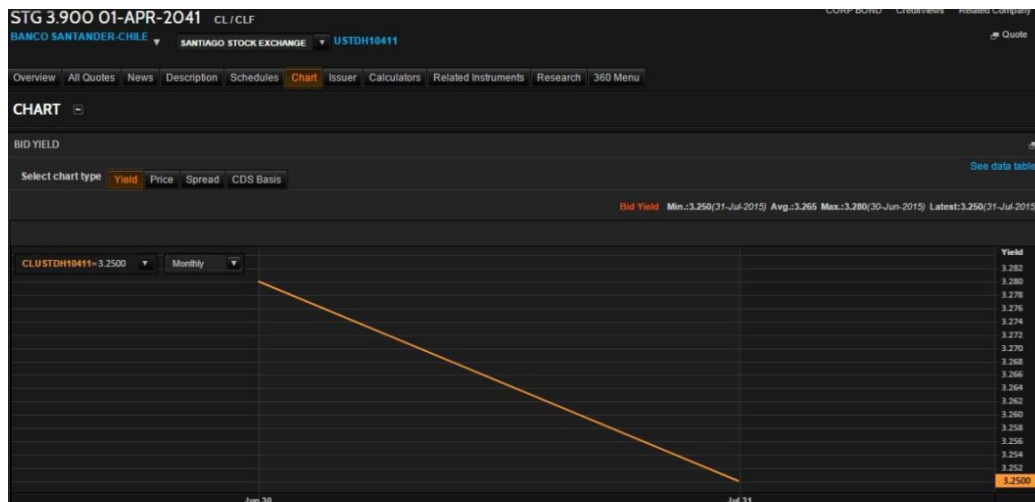 STG 3.900 01-APR-2041 CL/CLF
CORP BOND Creditviews Related Company
BANCO SANTANDER-CHILE SANTIAGO STOCK EXCHANGE USTDH10411
Quote
Overview All Quotes News Description Schedules Chart Issuer Calculators Related Instruments Research 360 Menu
CHART
BID YIELD
See data table
Select chart type Yield Price Spread CDS Basis
Bid Yield Min.:3.250(31-Jul-2015) Avg.:3.265 Max.:3.280(30-Jun-2015) Latest:3.250(31-Jul-2015
CLUSTDH10411=3.2500 Monthly
Yield
3.282
3.280
3.278
3.276
3.274
3.272
3.270
3.268
3.266
3.264
3.262
3.260
3.258
3.256
3.254
3.252
3.2500
Jun 30 Jul 31